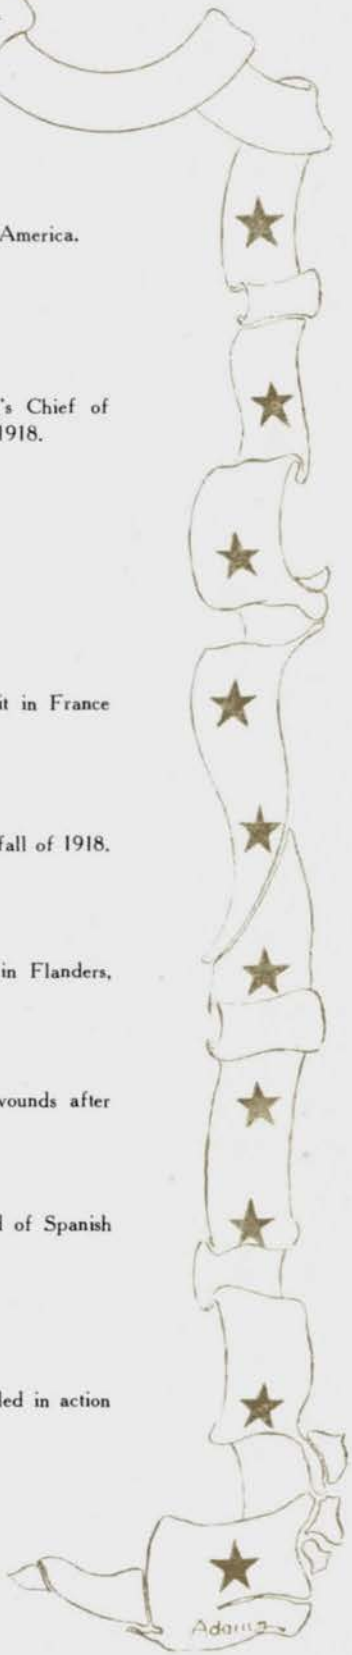 America.
's Chief of
1918.
it in France
fall of 1918.
in Flanders,
wounds after
of Spanish
in action
Adams